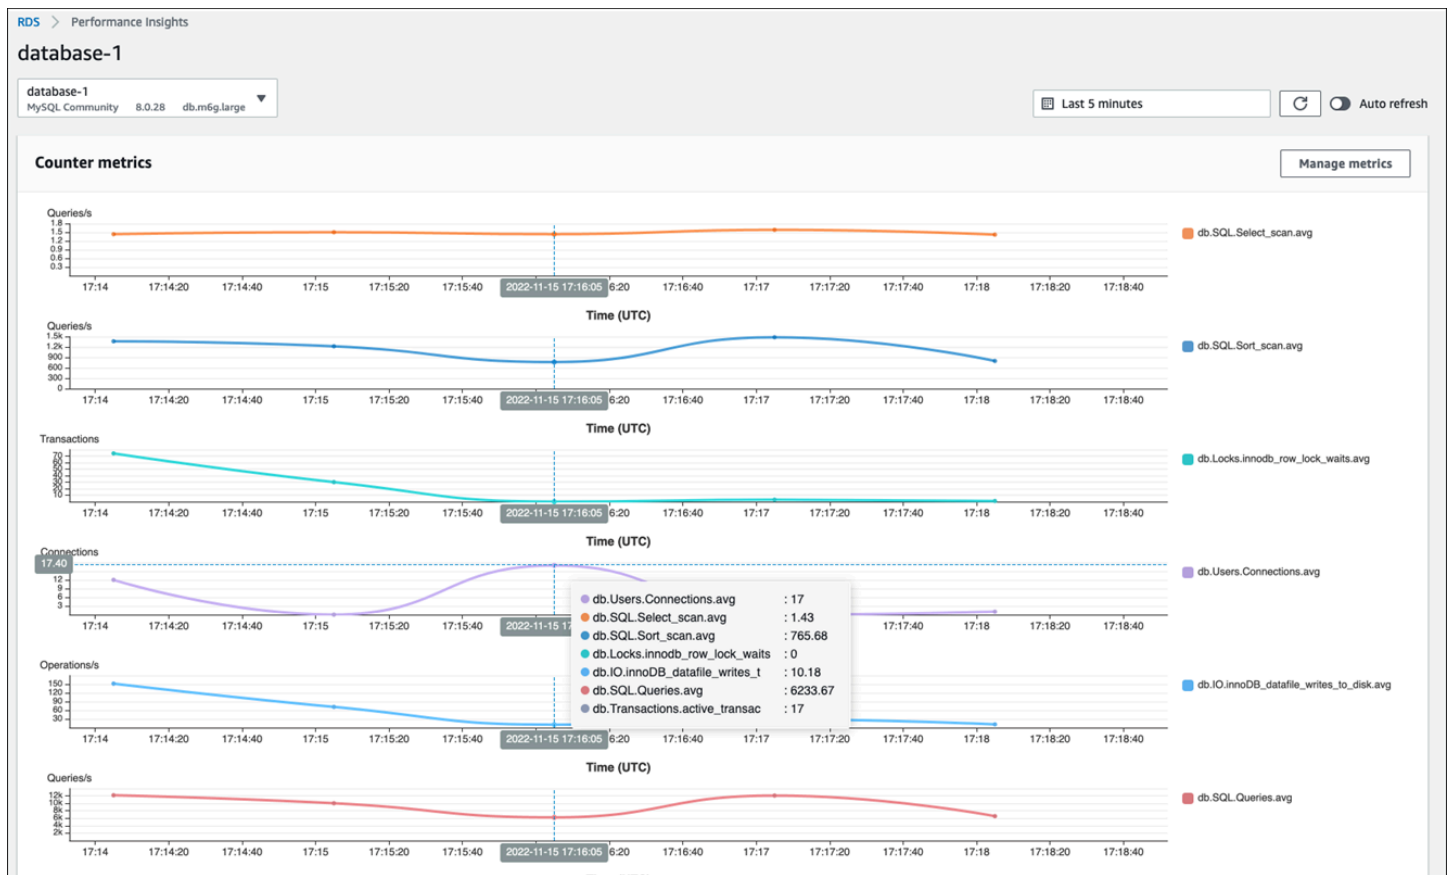 RDS > Performance Insights
database-1
database-1
MySQL Community 8.0.28 db.m6g.large
Last 5 minutes
Auto refresh
Counter metrics
Manage metrics
Queries/s
1.8
1.5
1.2
0.9
0.6
0.3
db.SQL.Select_scan.avg
17:14 17:14:20 17:14:40 17:15 17:15:20 17:15:40 2022-11-15 17:16:05 6:20 17:16:40 17:17 17:17:20 17:17:40 17:18 17:18:20 17:18:40
Time (UTC)
Queries/s
1.5k
1.2k
900
600
300
0
db.SQL.Sort_scan.avg
17:14 17:14:20 17:14:40 17:15 17:15:20 17:15:40 2022-11-15 17:16:05 6:20 17:16:40 17:17 17:17:20 17:17:40 17:18 17:18:20 17:18:40
Time (UTC)
Transactions
70
60
50
40
30
20
10
db.Locks.innodb_row_lock_waits.avg
17:14 17:14:20 17:14:40 17:15 17:15:20 17:15:40 2022-11-15 17:16:05 6:20 17:16:40 17:17 17:17:20 17:17:40 17:18 17:18:20 17:18:40
Time (UTC)
Connections
17.40
12
9
6
3
db.Users.Connections.avg
17:14 17:14:20 17:14:40 17:15 17:15:20 17:15:40 2022-11-15 17 17:17:40 17:18 17:18:20 17:18:40
db.Users.Connections.avg : 17
db.SQL.Select_scan.avg : 1.43
db.SQL.Sort_scan.avg : 765.68
db.Locks.innodb_row_lock_waits : 0
db.IO.innoDB_datafile_writes_t : 10.18
db.SQL.Queries.avg : 6233.67
db.Transactions.active_transac : 17
Operations/s
150
120
90
60
30
db.IO.innoDB_datafile_writes_to_disk.avg
17:14 17:14:20 17:14:40 17:15 17:15:20 17:15:40 2022-11-15 17:16:05 6:20 17:16:40 17:17 17:17:20 17:17:40 17:18 17:18:20 17:18:40
Time (UTC)
Queries/s
12k
10k
8k
6k
4k
2k
db.SQL.Queries.avg
17:14 17:14:20 17:14:40 17:15 17:15:20 17:15:40 2022-11-15 17:16:05 6:20 17:16:40 17:17 17:17:20 17:17:40 17:18 17:18:20 17:18:40